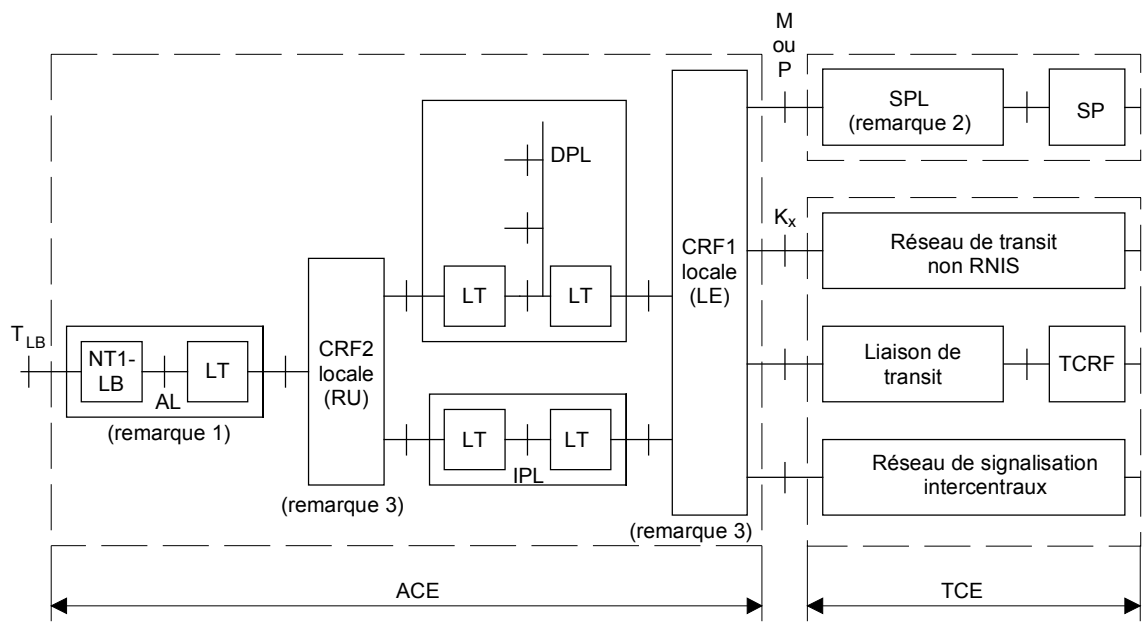 M
ou
P
SPL
(remarque 2)
SP
DPL
K_x
CRF1
locale
(LE)
Réseau de transit
non RNIS
LT
LT
T_LB
NT1-
LB
LT
AL
(remarque 1)
CRF2
locale
(RU)
Liaison de
transit
TCRF
LT
LT
IPL
(remarque 3)
Réseau de signalisation
intercentraux
(remarque 3)
ACE
TCE